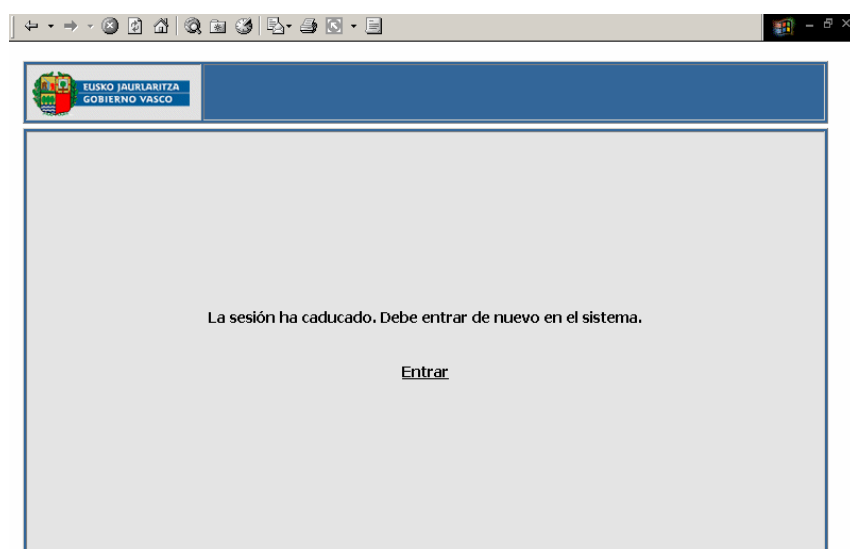 EUSKO JAURLARITZA
GOBIERNO VASCO
La sesión ha caducado. Debe entrar de nuevo en el sistema.
Entrar